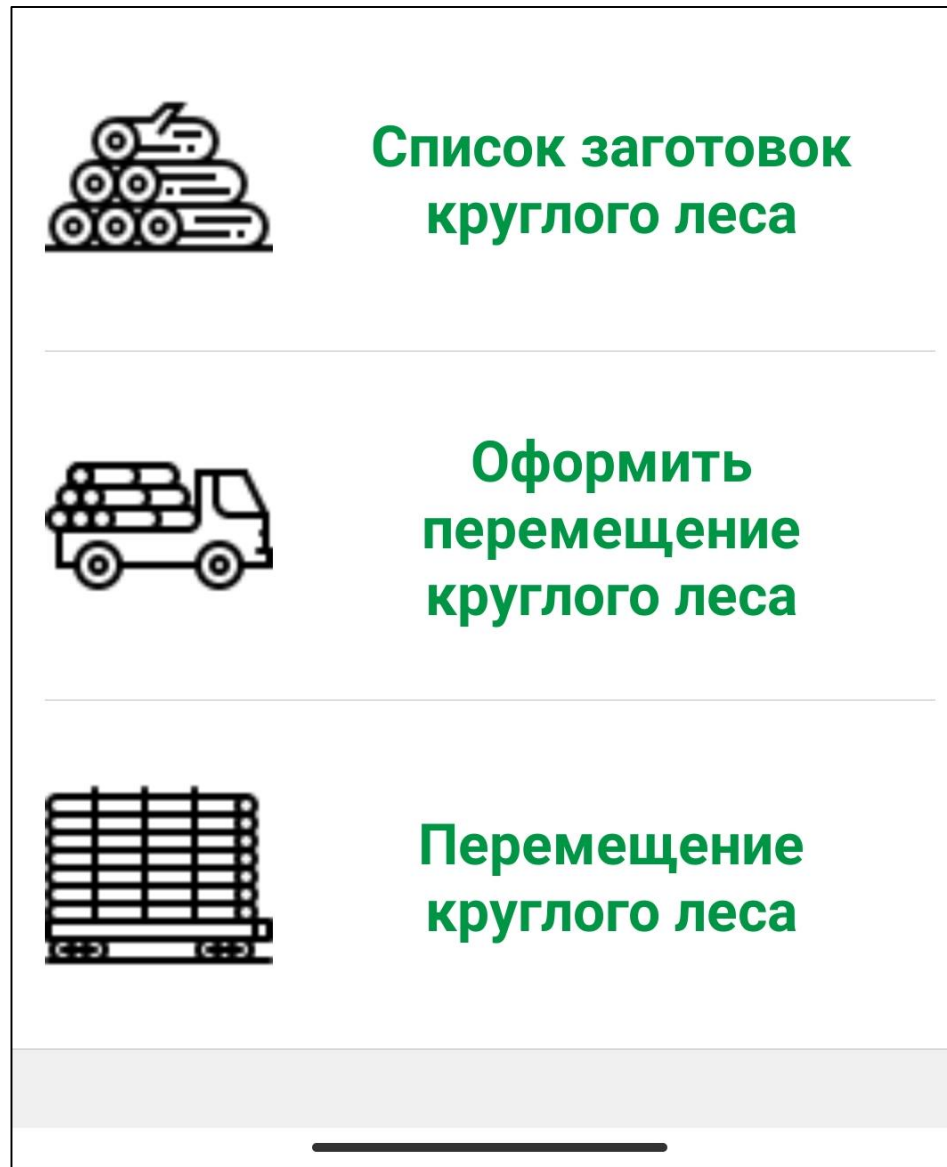 Список заготовок
круглого леса
Оформить
перемещение
круглого леса
Перемещение
круглого леса